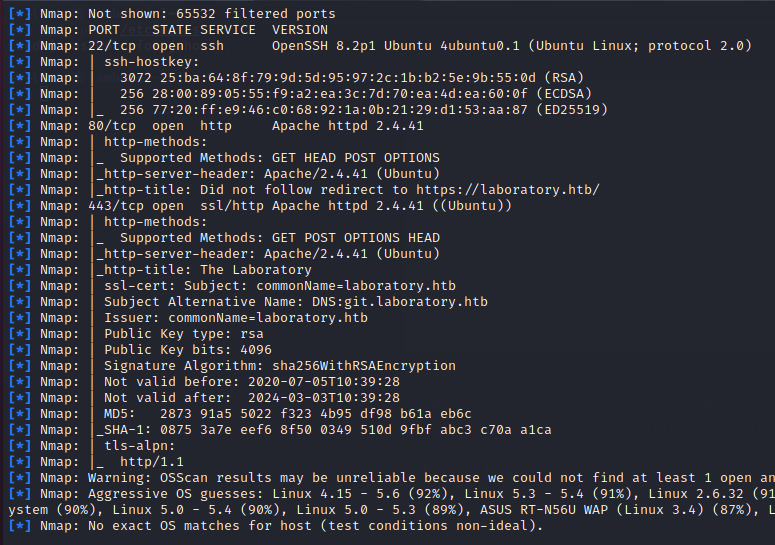 [*] Nmap: Not shown: 65532 filtered ports
[*] Nmap: PORT    STATE SERVICE  VERSION
[*] Nmap: 22/tcp  open  ssh      OpenSSH 8.2p1 Ubuntu 4ubuntu0.1 (Ubuntu Linux; protocol 2.0)
[*] Nmap: | ssh-hostkey:
[*] Nmap: |   3072 25:ba:64:8f:79:9d:5d:95:97:2c:1b:b2:5e:9b:55:0d (RSA)
[*] Nmap: |   256 28:00:89:05:55:f9:a2:ea:3c:7d:70:ea:4d:ea:60:0f (ECDSA)
[*] Nmap: |_  256 77:20:ff:e9:46:c0:68:92:1a:0b:21:29:d1:53:aa:87 (ED25519)
[*] Nmap: 80/tcp  open  http     Apache httpd 2.4.41
[*] Nmap: | http-methods:
[*] Nmap: |_  Supported Methods: GET HEAD POST OPTIONS
[*] Nmap: |_http-server-header: Apache/2.4.41 (Ubuntu)
[*] Nmap: |_http-title: Did not follow redirect to https://laboratory.htb/
[*] Nmap: 443/tcp open  ssl/http Apache httpd 2.4.41 ((Ubuntu))
[*] Nmap: | http-methods:
[*] Nmap: |_  Supported Methods: GET POST OPTIONS HEAD
[*] Nmap: |_http-server-header: Apache/2.4.41 (Ubuntu)
[*] Nmap: |_http-title: The Laboratory
[*] Nmap: | ssl-cert: Subject: commonName=laboratory.htb
[*] Nmap: | Subject Alternative Name: DNS:git.laboratory.htb
[*] Nmap: | Issuer: commonName=laboratory.htb
[*] Nmap: | Public Key type: rsa
[*] Nmap: | Public Key bits: 4096
[*] Nmap: | Signature Algorithm: sha256WithRSAEncryption
[*] Nmap: | Not valid before: 2020-07-05T10:39:28
[*] Nmap: | Not valid after:  2024-03-03T10:39:28
[*] Nmap: | MD5:   2873 91a5 5022 f323 4b95 df98 b61a eb6c
[*] Nmap: |_SHA-1: 0875 3a7e eef6 8f50 0349 510d 9fbf abc3 c70a a1ca
[*] Nmap: | tls-alpn:
[*] Nmap: |_  http/1.1
[*] Nmap: Warning: OSScan results may be unreliable because we could not find at least 1 open an
[*] Nmap: Aggressive OS guesses: Linux 4.15 - 5.6 (92%), Linux 5.3 - 5.4 (91%), Linux 2.6.32 (91
ystem (90%), Linux 5.0 - 5.4 (90%), Linux 5.0 - 5.3 (89%), ASUS RT-N56U WAP (Linux 3.4) (87%), L
[*] Nmap: No exact OS matches for host (test conditions non-ideal).